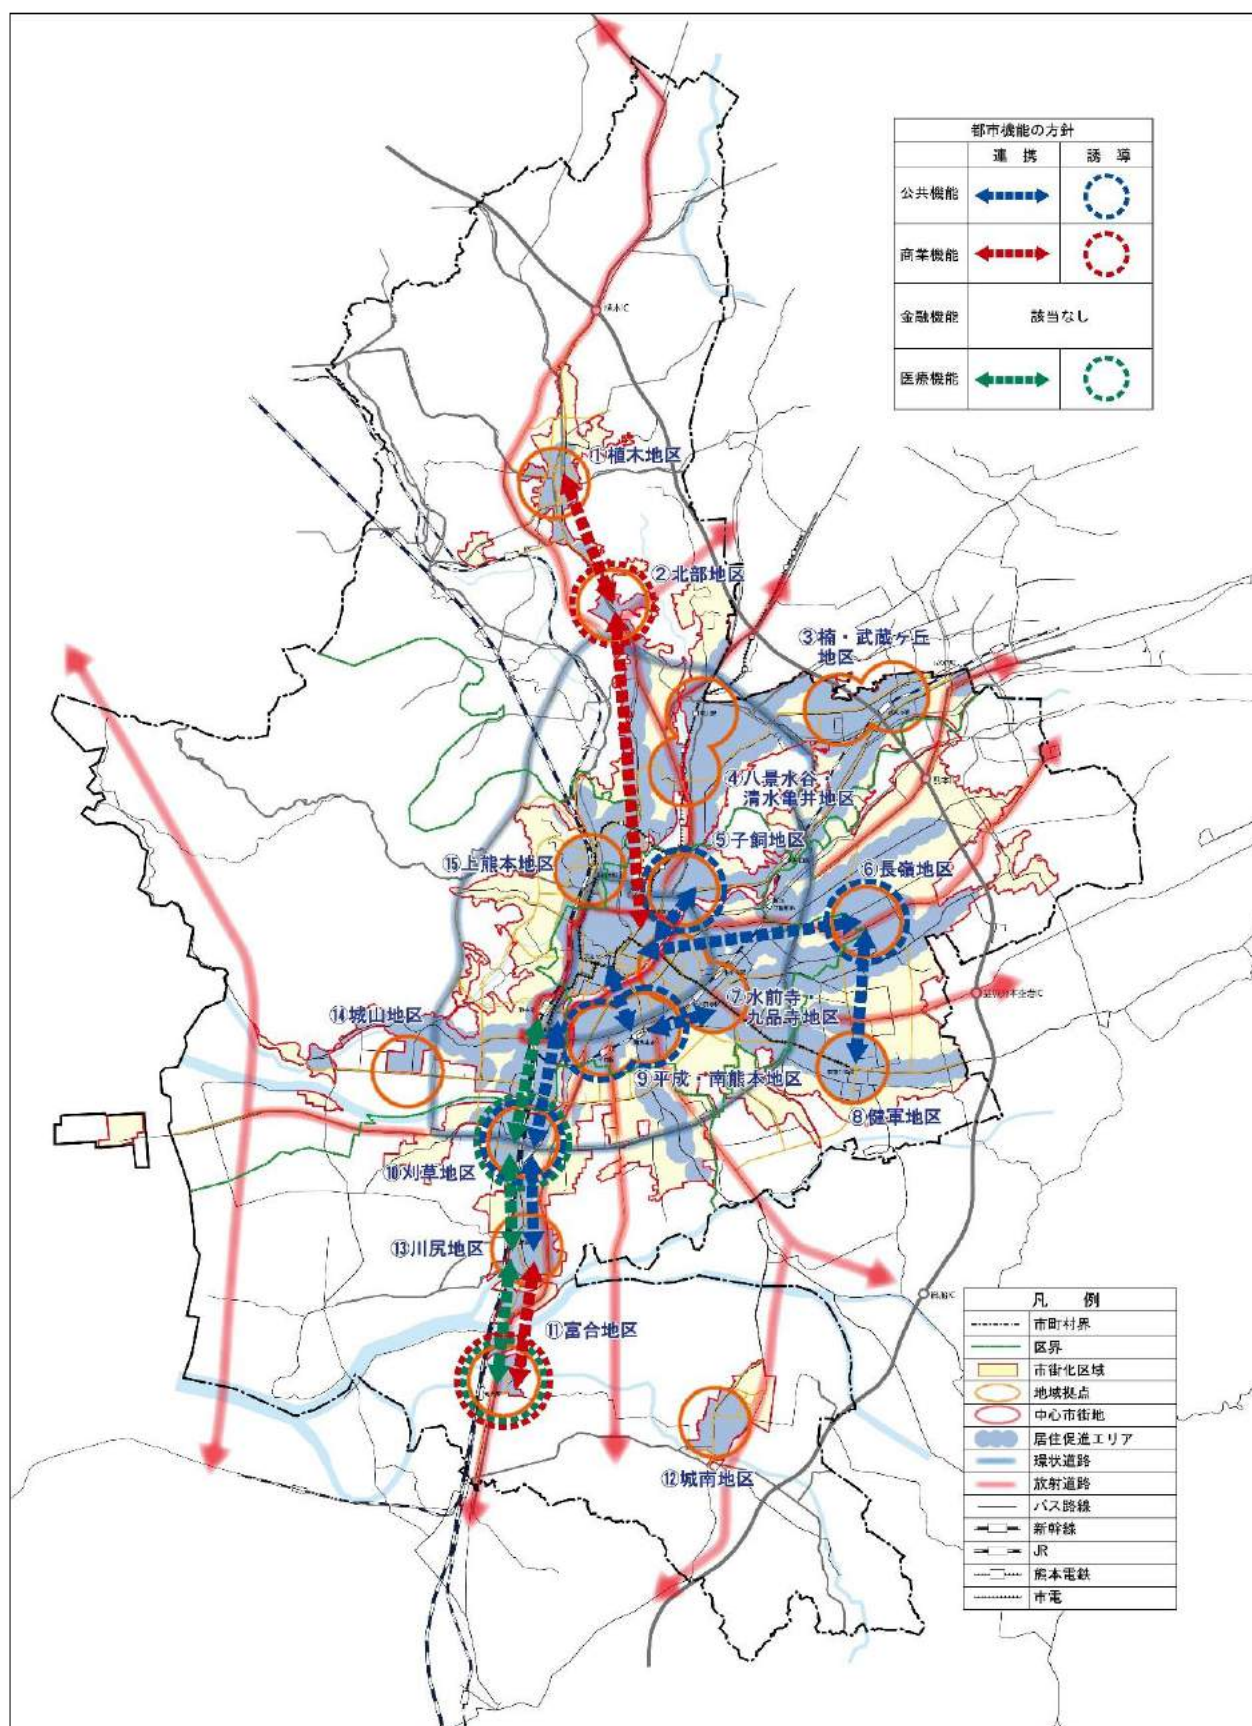 都市機能の方針
連 携 誘 導
公共機能
商業機能
金融機能 該当なし
医療機能
植木IC
①植木地区
②北部地区
③楠・武蔵ヶ丘
地区
④八景水谷・
清水亀井地区
⑤子飼地区
⑮上熊本地区
⑥長嶺地区
⑦水前寺・
九品寺地区
⑭城山地区
⑨平成・南熊本地区
⑧健軍地区
⑩刈草地区
⑬川尻地区
⑪富合地区
⑫城南地区
凡 例
市町村界
区界
市街化区域
地域拠点
中心市街地
居住促進エリア
環状道路
放射道路
バス路線
新幹線
JR
熊本電鉄
市電